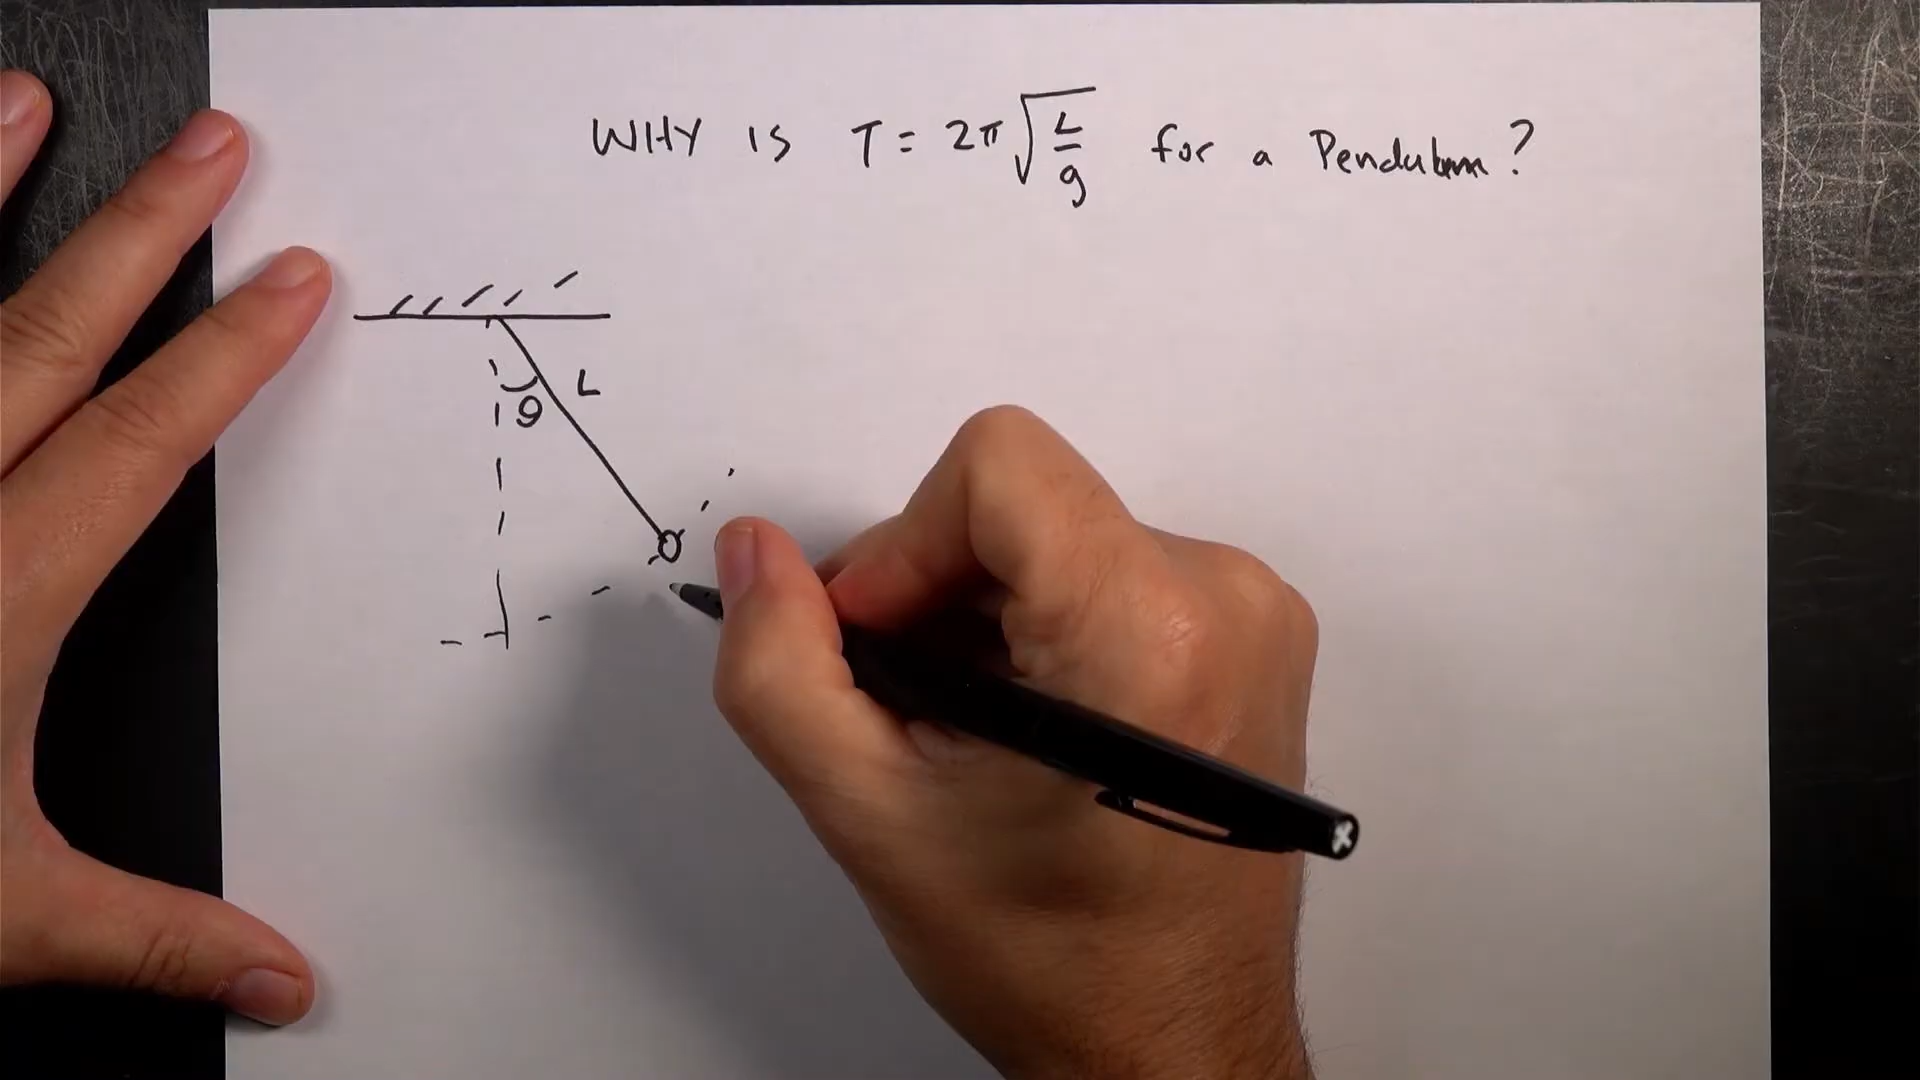 WHY IS T = 2π √(L/g) for a Pendulum?
L
θ